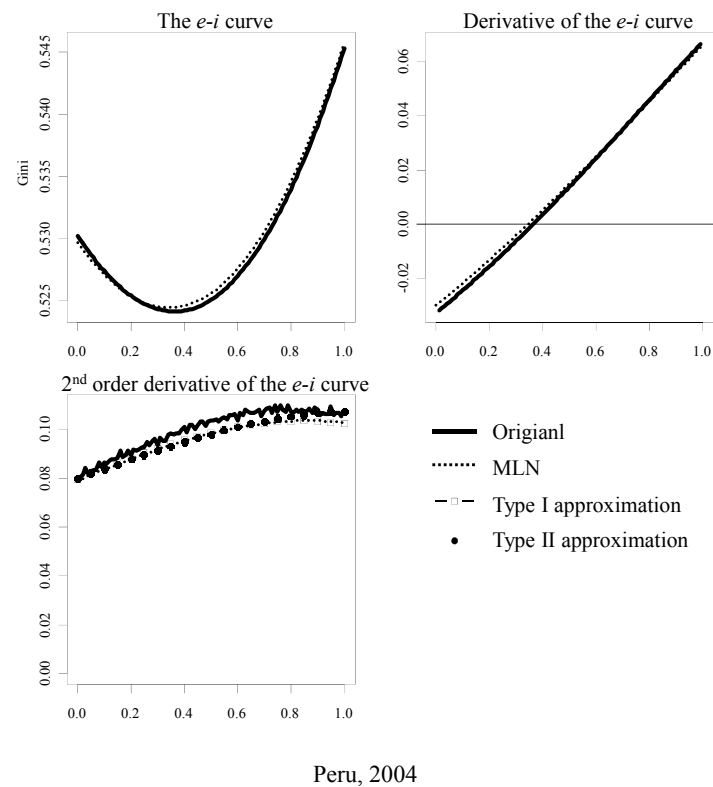 The e-i curve
Gini
0.545
0.540
0.535
0.530
0.525
0.0 0.2 0.4 0.6 0.8 1.0
Derivative of the e-i curve
0.06
0.04
0.02
0.00
-0.02
0.0 0.2 0.4 0.6 0.8 1.0
2nd order derivative of the e-i curve
0.10
0.08
0.06
0.04
0.02
0.00
0.0 0.2 0.4 0.6 0.8 1.0
Origianl
MLN
Type I approximation
Type II approximation
Peru, 2004